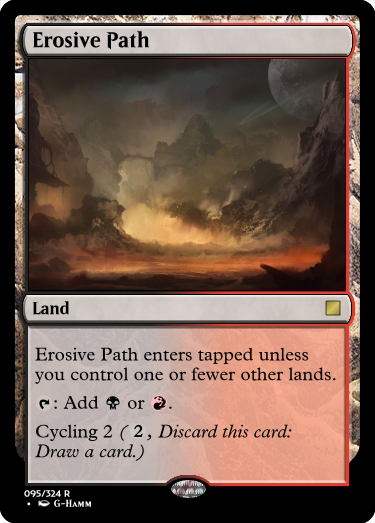 Erosive Path
Land
Erosive Path enters tapped unless
you control one or fewer other lands.
: Add or .
Cycling 2 ( 2 , Discard this card:
Draw a card.)
095/324 R
• G-Hamm